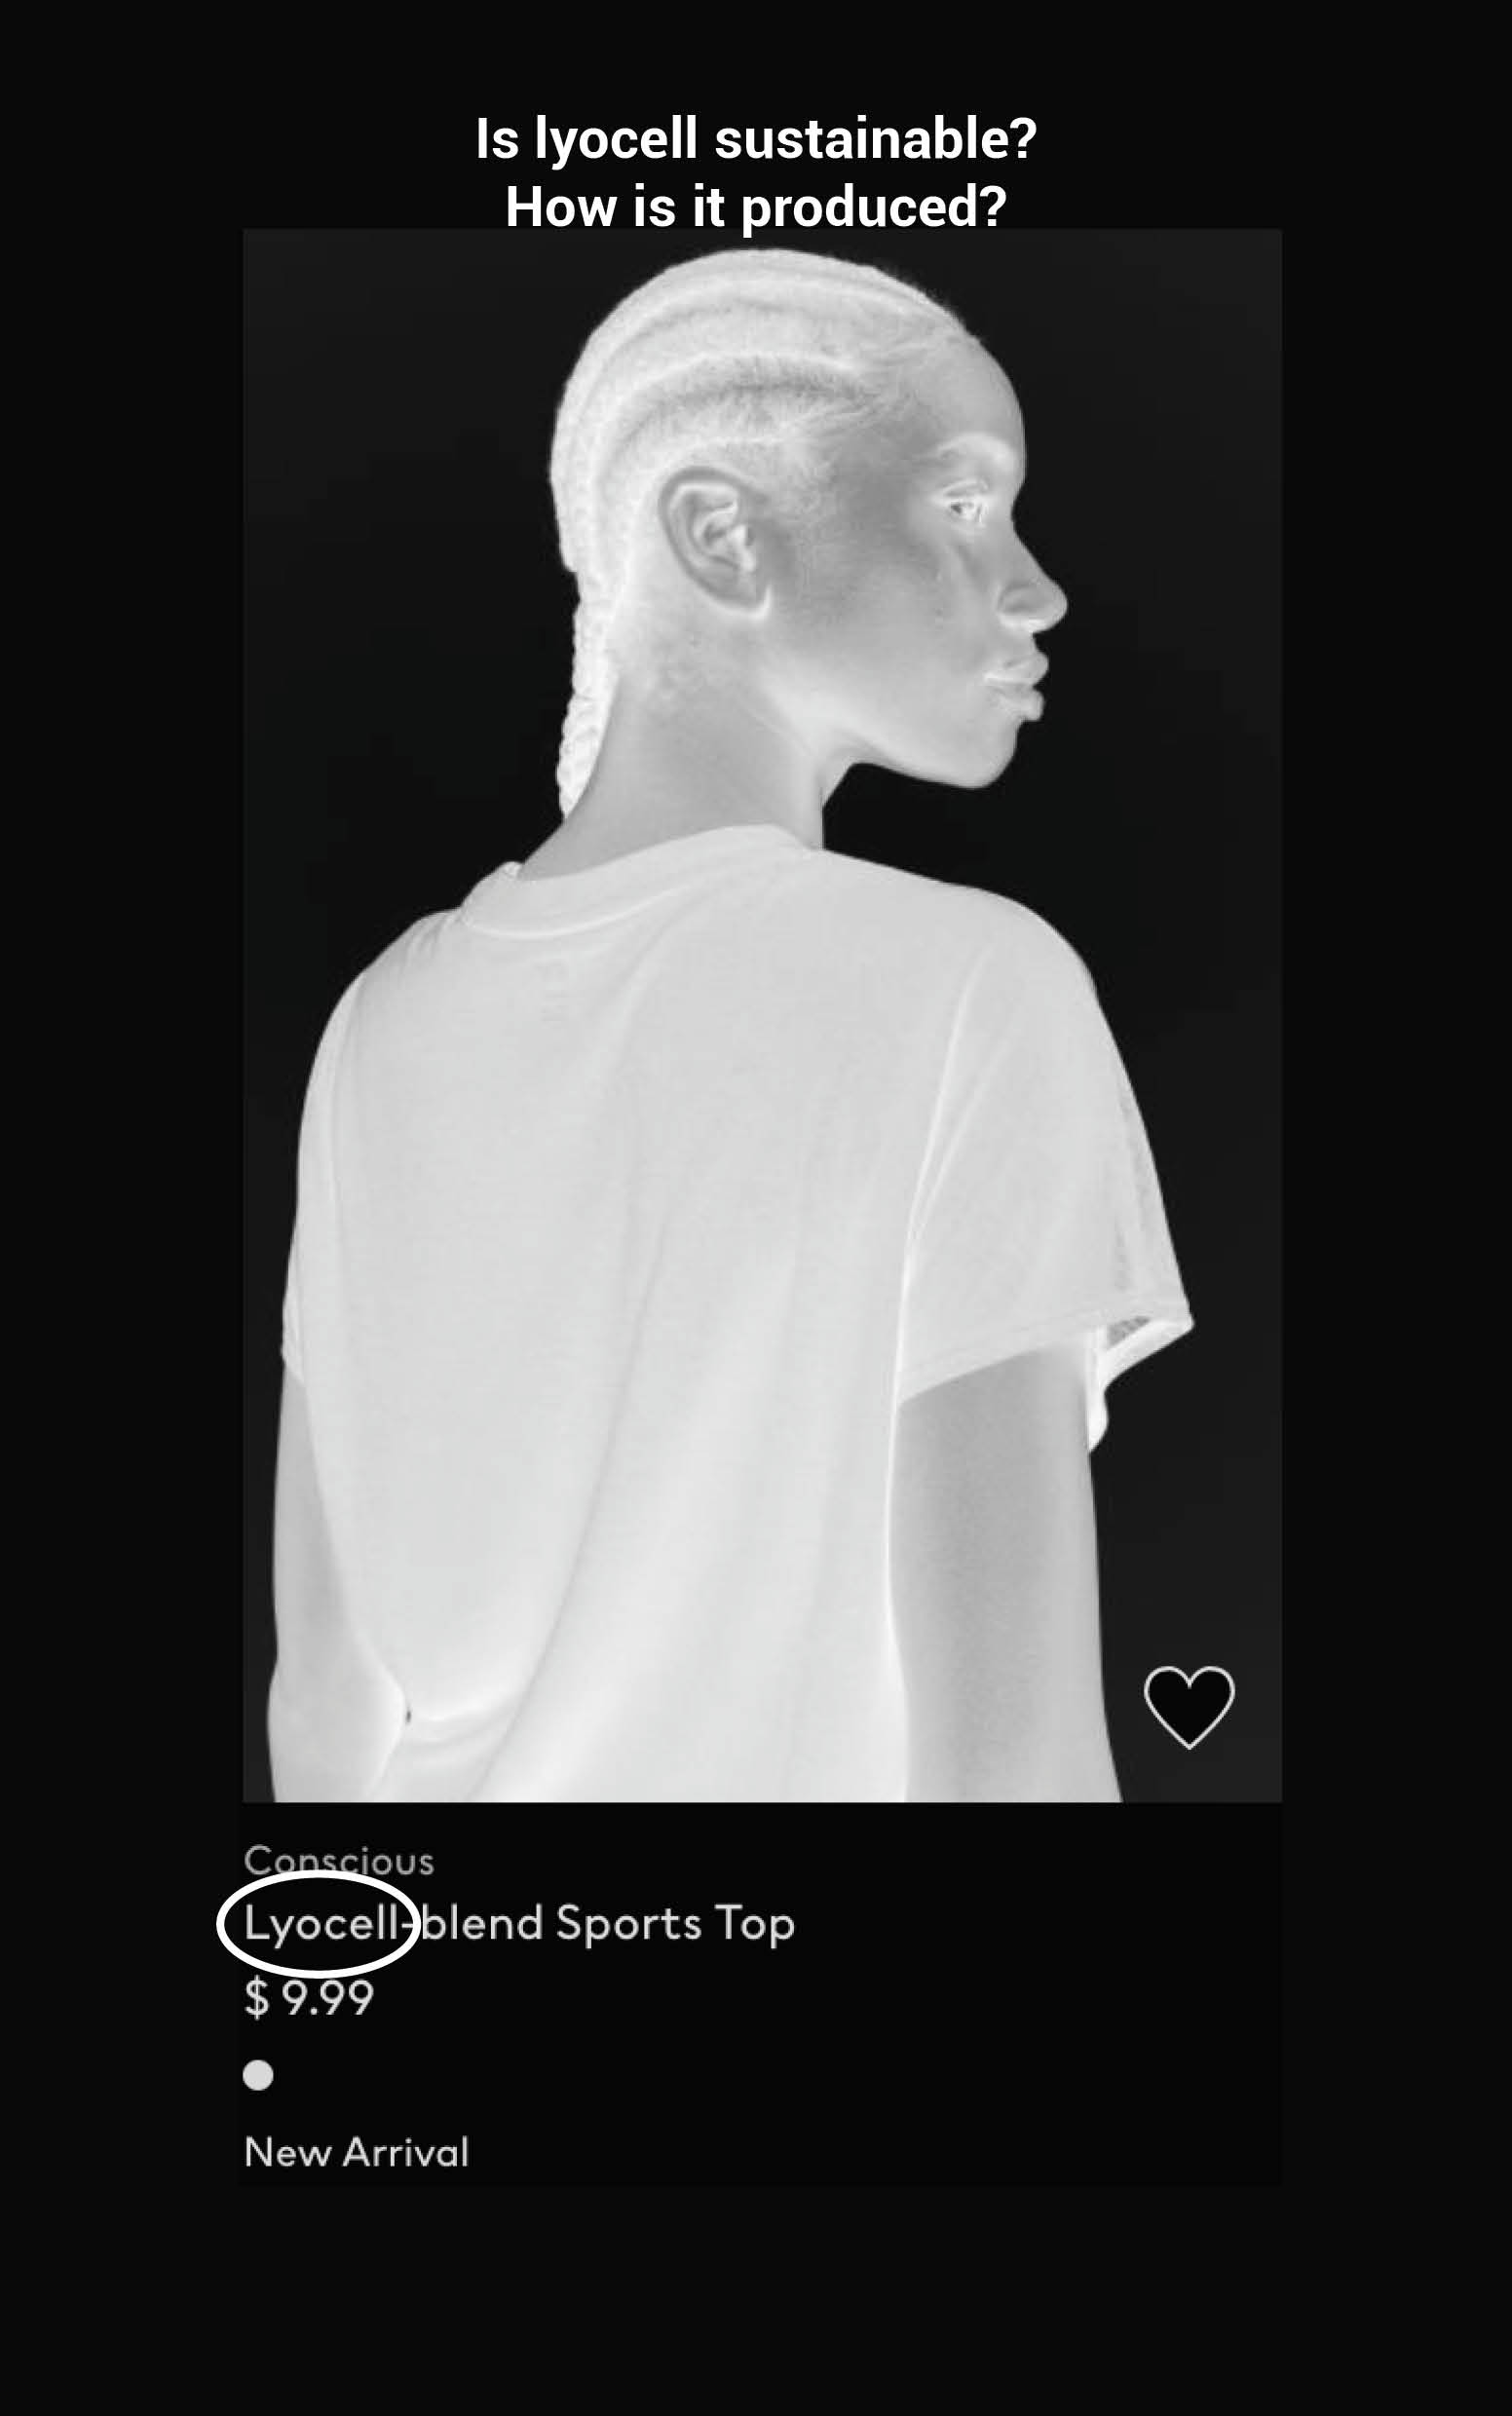 Is lyocell sustainable?
How is it produced?
Conscious
Lyocell-blend Sports Top
$ 9.99
New Arrival